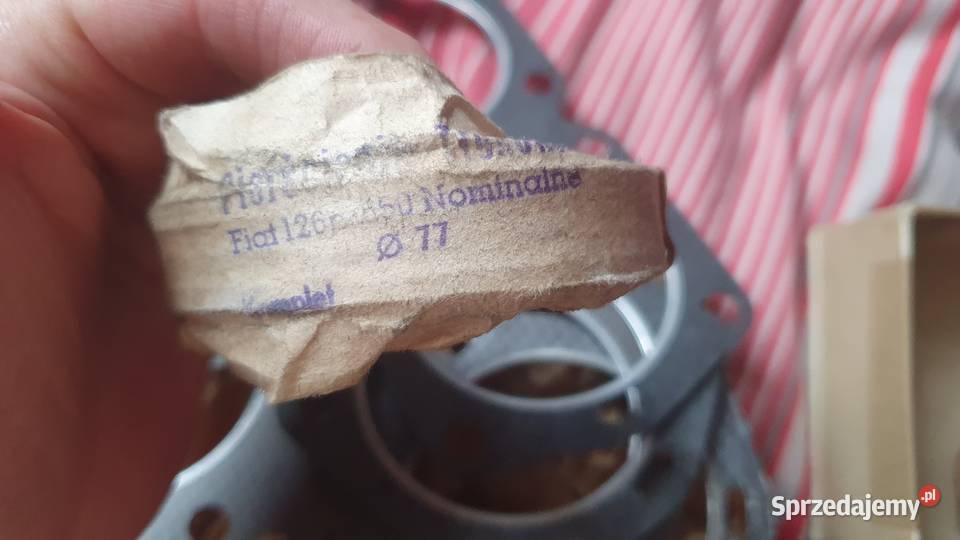 Fiat 126p 650 Nominalne
Ø 77
Komplet
Sprzedajemy.pl